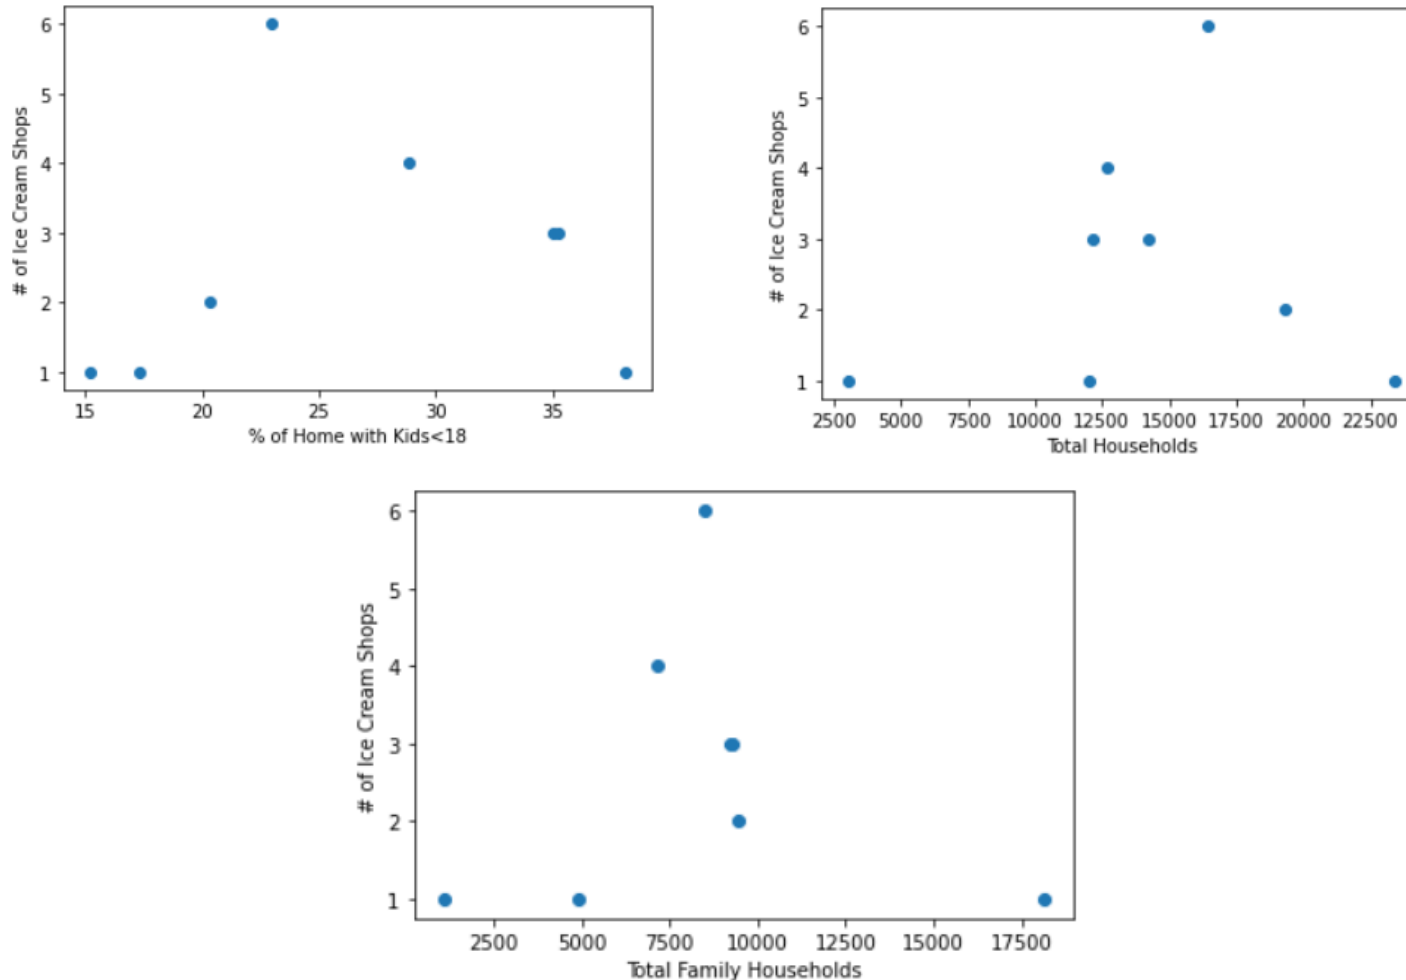 6
5
4
3
2
1
# of Ice Cream Shops
15 20 25 30 35
% of Home with Kids<18
6
5
4
3
2
1
# of Ice Cream Shops
2500 5000 7500 10000 12500 15000 17500 20000 22500
Total Households
6
5
4
3
2
1
# of Ice Cream Shops
2500 5000 7500 10000 12500 15000 17500
Total Family Households